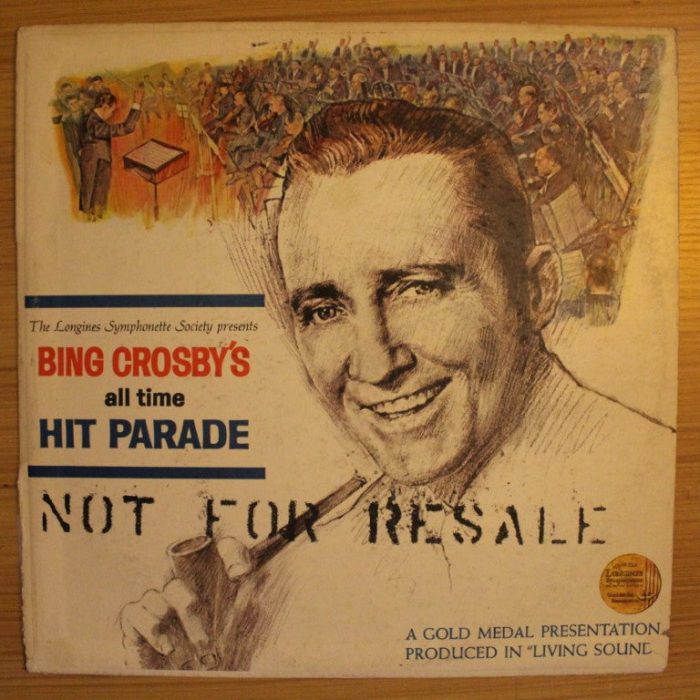 The Longines Symphonette Society presents
BING CROSBY'S
all time
HIT PARADE
NOT FOR RESALE
LONGINES
A GOLD MEDAL PRESENTATION
PRODUCED IN "LIVING SOUND